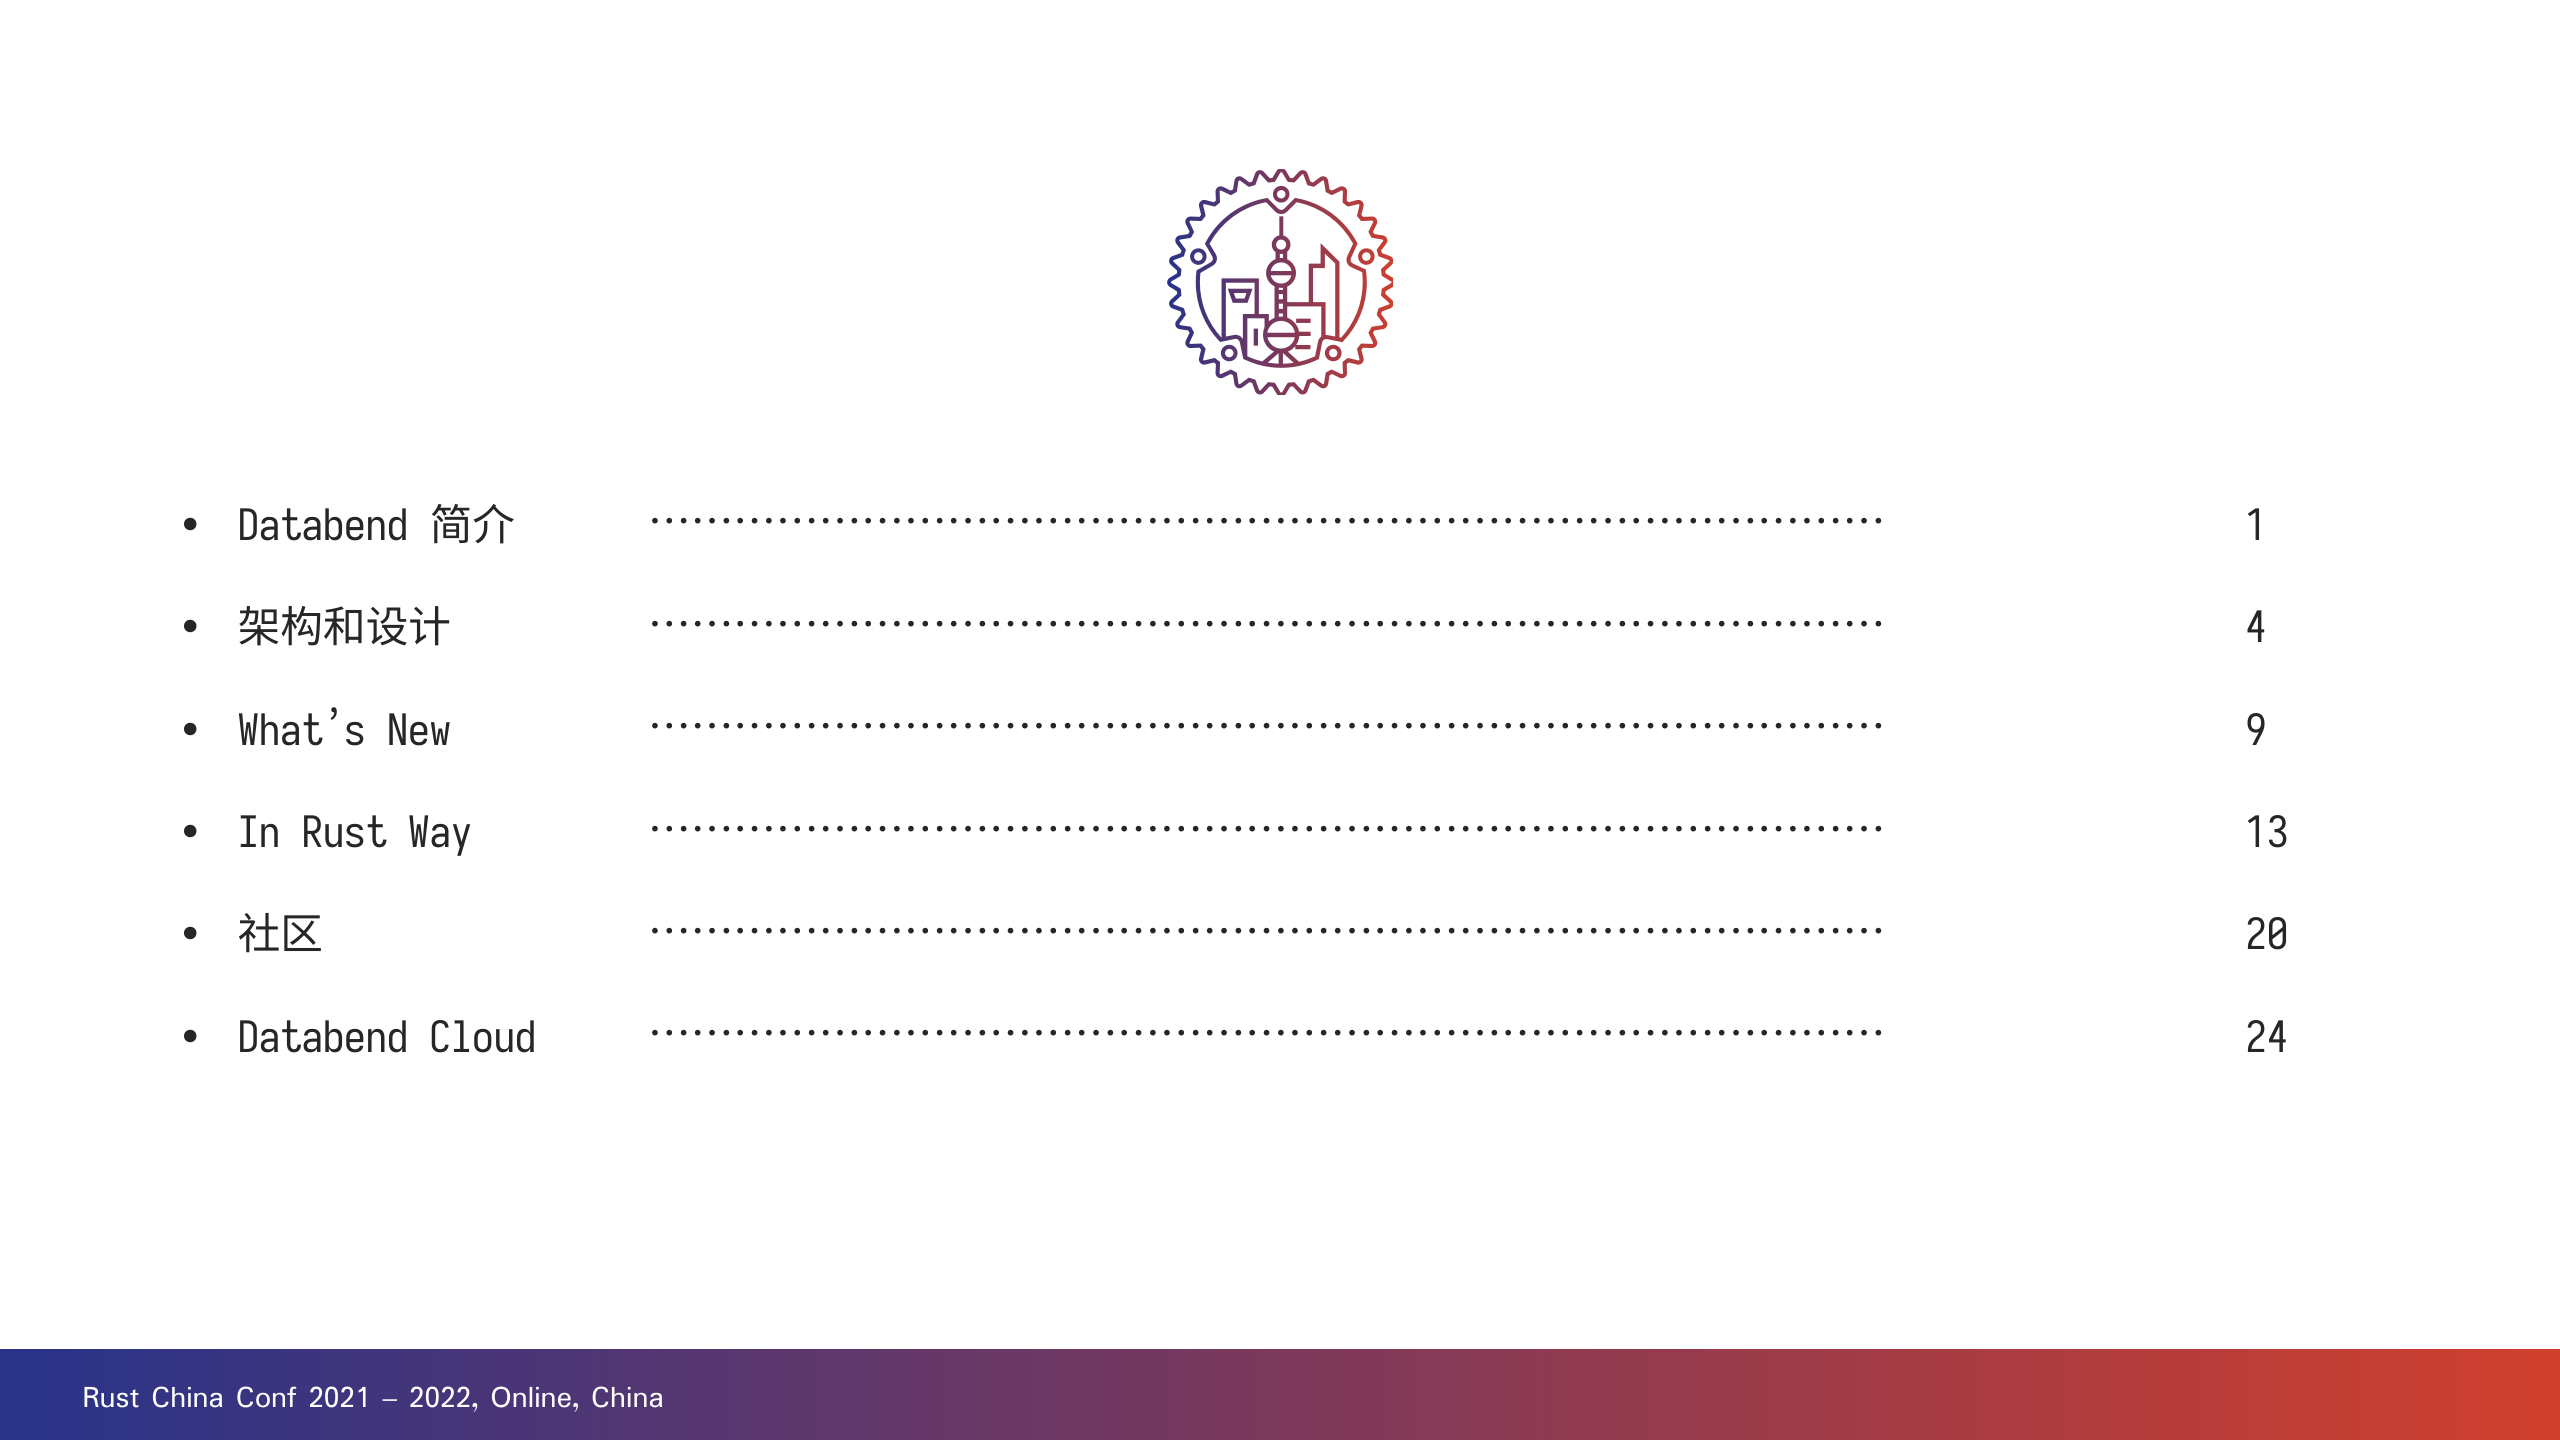 • Databend 简介 ....................................................................................... 1
• 架构和设计 ....................................................................................... 4
• What’s New ....................................................................................... 9
• In Rust Way ....................................................................................... 13
• 社区 ....................................................................................... 20
• Databend Cloud ....................................................................................... 24
Rust China Conf 2021 – 2022, Online, China